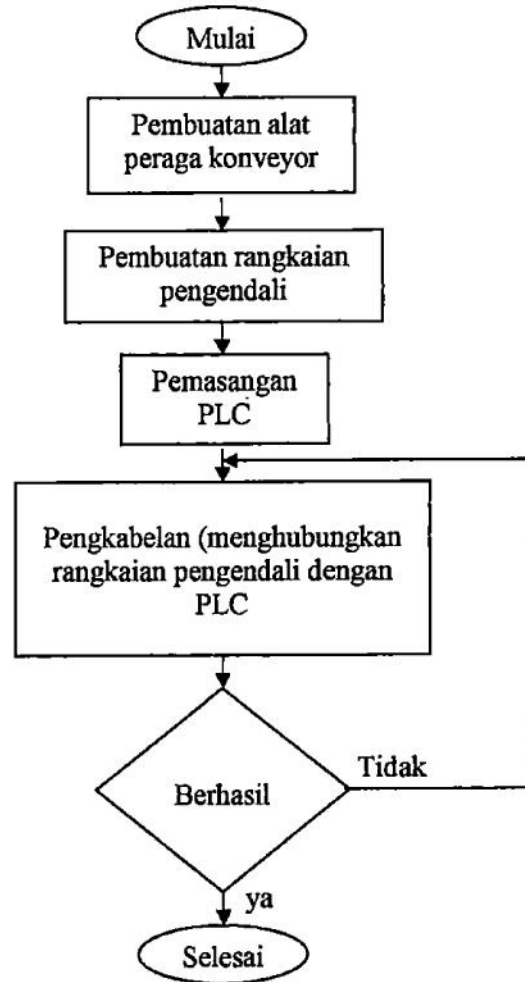 Mulai
Pembuatan alat
peraga konveyor
Pembuatan rangkaian
pengendali
Pemasangan
PLC
Pengkabelan (menghubungkan
rangkaian pengendali dengan
PLC
Berhasil
Tidak
ya
Selesai